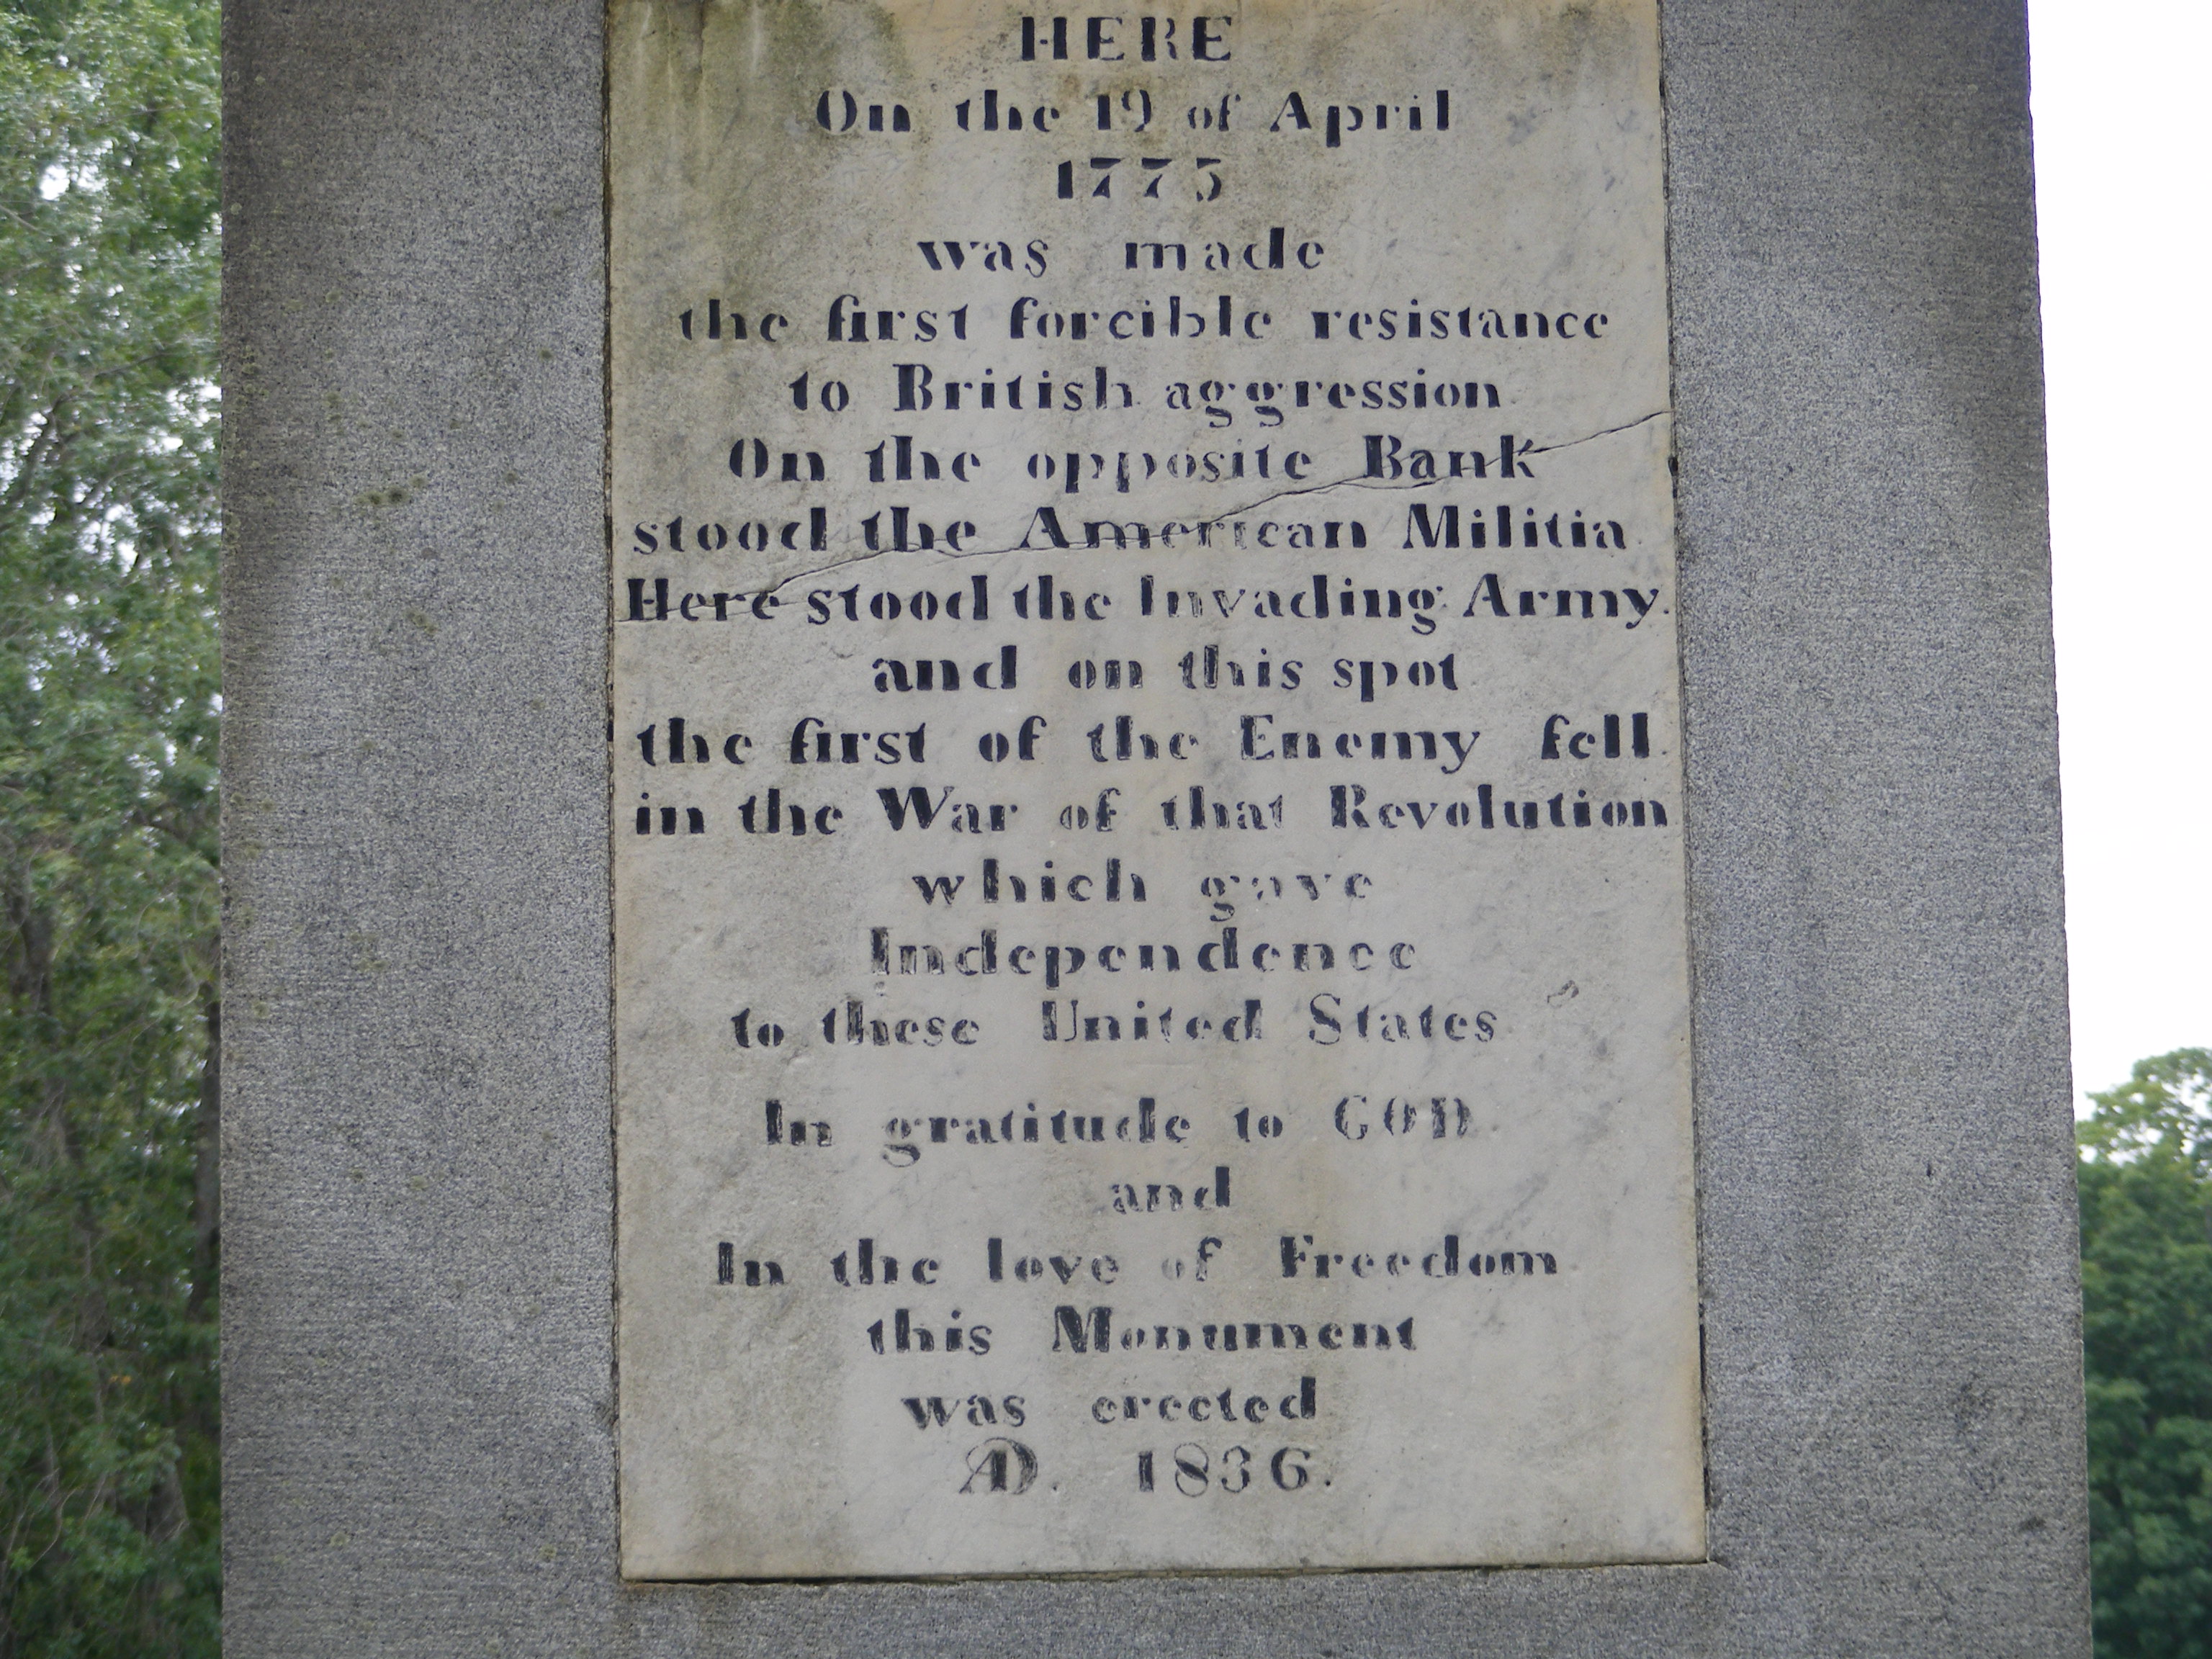 HERE
On the 19 of April
1775
was made
the first forcible resistance
to British aggression
On the opposite Bank
stood the American Militia
Here stood the Invading Army
and on this spot
the first of the Enemy fell
in the War of that Revolution
which gave
Independence
to these United States
In gratitude to GOD
and
In the love of Freedom
this Monument
was erected
AD. 1836.